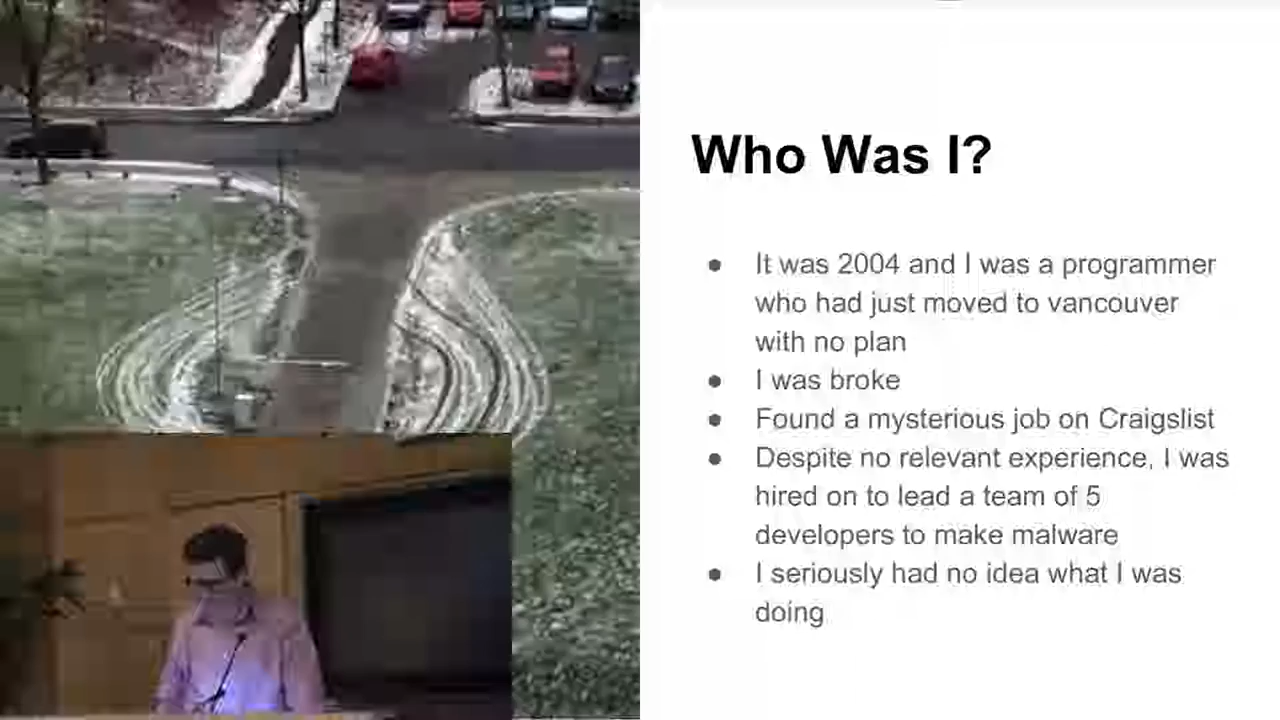 Who Was I?
● It was 2004 and I was a programmer
who had just moved to vancouver
with no plan
● I was broke
● Found a mysterious job on Craigslist
● Despite no relevant experience, I was
hired on to lead a team of 5
developers to make malware
● I seriously had no idea what I was
doing